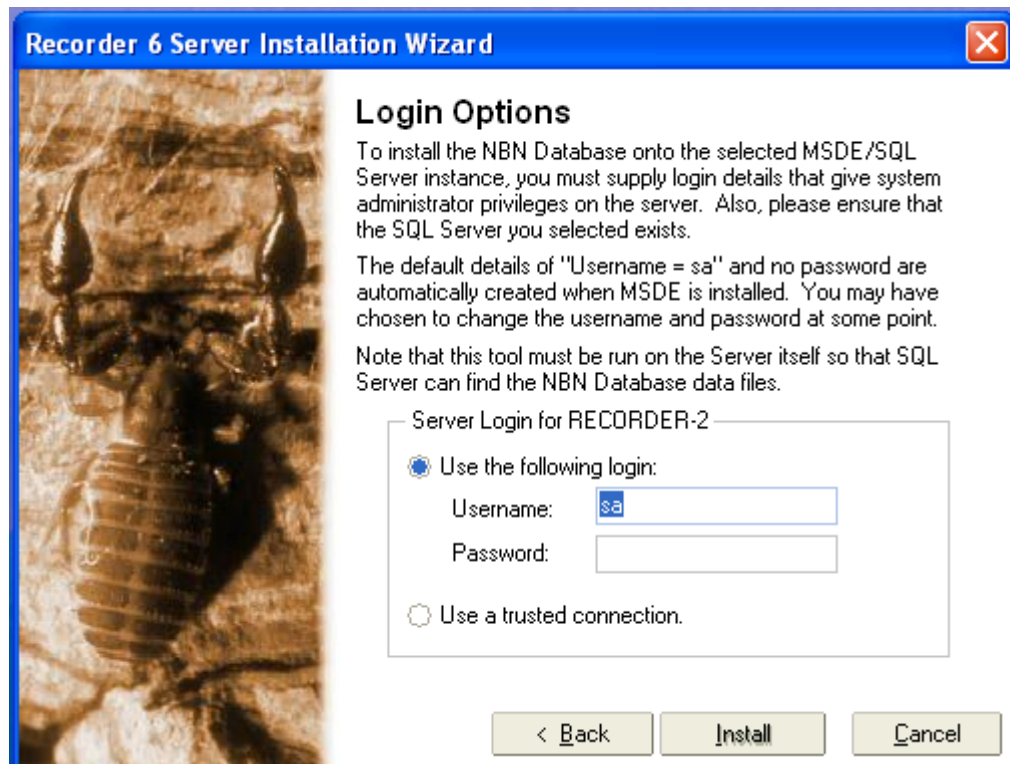 Recorder 6 Server Installation Wizard
Login Options
To install the NBN Database onto the selected MSDE/SQL
Server instance, you must supply login details that give system
administrator privileges on the server.  Also, please ensure that
the SQL Server you selected exists.
The default details of "Username = sa" and no password are
automatically created when MSDE is installed.  You may have
chosen to change the username and password at some point.
Note that this tool must be run on the Server itself so that SQL
Server can find the NBN Database data files.
Server Login for RECORDER-2
Use the following login:
Username: sa
Password:
Use a trusted connection.
< Back Install Cancel